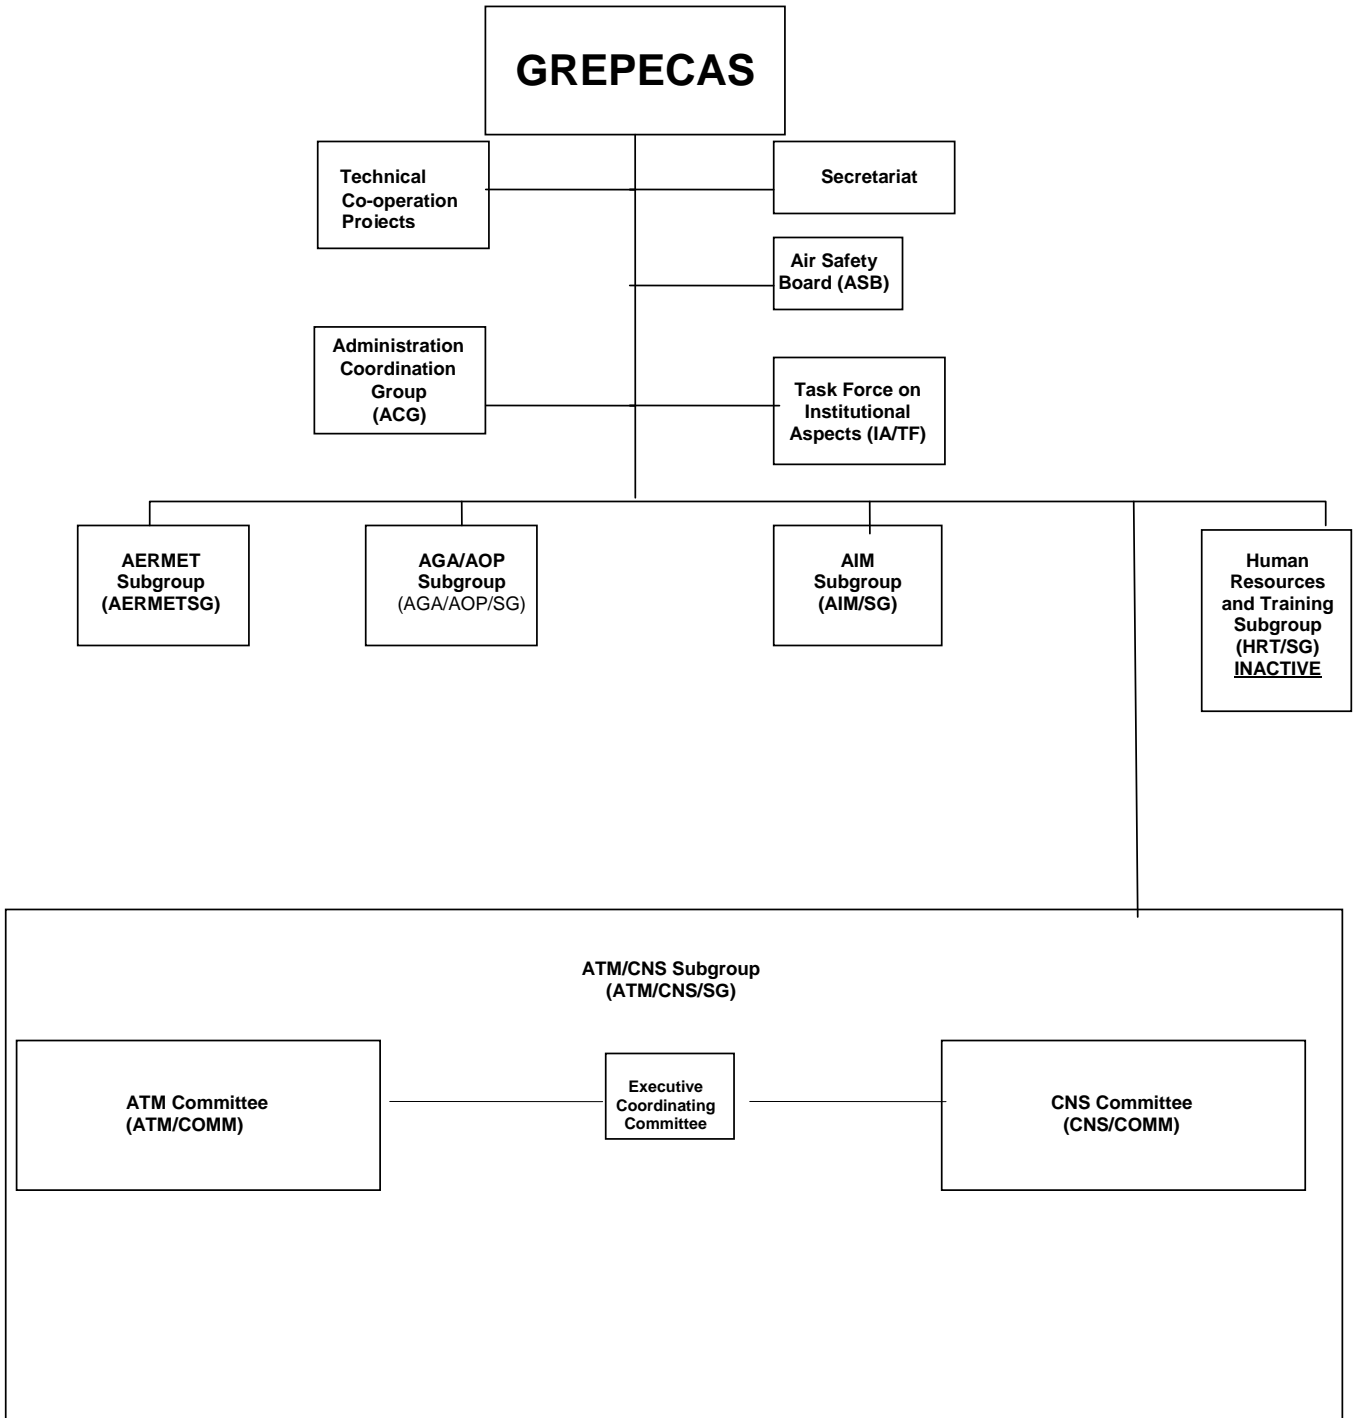 GREPECAS
Technical
Co-operation
Proiects
Secretariat
Air Safety
Board (ASB)
Administration
Coordination
Group
(ACG)
Task Force on
Institutional
Aspects (IA/TF)
AERMET
Subgroup
(AERMETSG)
AGA/AOP
Subgroup
(AGA/AOP/SG)
AIM
Subgroup
(AIM/SG)
Human
Resources
and Training
Subgroup
(HRT/SG)
INACTIVE
ATM/CNS Subgroup
(ATM/CNS/SG)
ATM Committee
(ATM/COMM)
Executive
Coordinating
Committee
CNS Committee
(CNS/COMM)